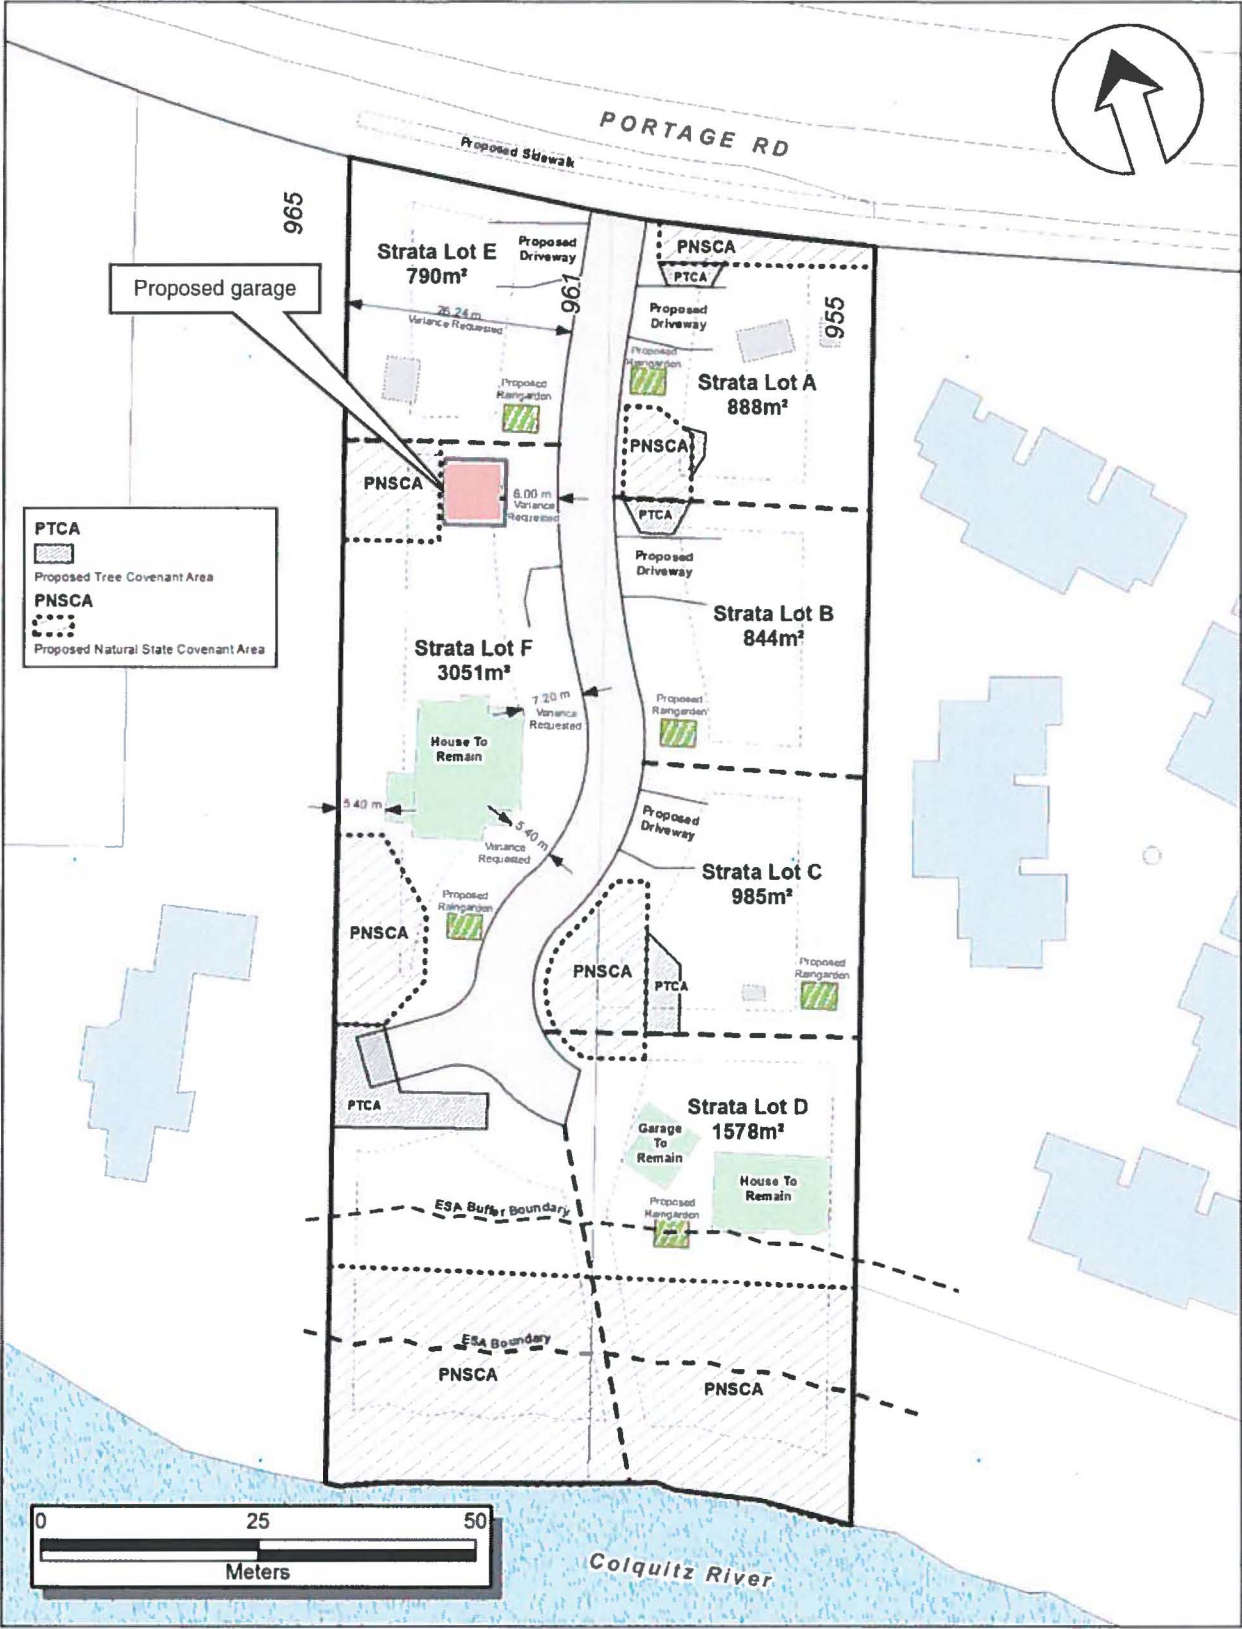 PORTAGE RD
Proposed Sidewalk
965
961
955
Strata Lot E
790m²
Proposed
Driveway
PNSCA
PTCA
Proposed garage
26.24 m
Variance Requested
Proposed
Driveway
Proposed
Raingarden
Strata Lot A
888m²
Proposed
Raingarden
PNSCA
PNSCA
6.00 m
Variance
Requested
PTCA
PTCA
Proposed Tree Covenant Area
PNSCA
Proposed Natural State Covenant Area
Proposed
Driveway
Strata Lot B
844m²
Strata Lot F
3051m²
7.20 m
Variance
Requested
Proposed
Raingarden
House To
Remain
5.40 m
5.40 m
Variance
Requested
Proposed
Driveway
Strata Lot C
985m²
Proposed
Raingarden
PNSCA
PNSCA
PTCA
Proposed
Raingarden
PTCA
Strata Lot D
1578m²
Garage
To
Remain
House To
Remain
Proposed
Raingarden
ESA Buffer Boundary
ESA Boundary
PNSCA
PNSCA
0 25 50
Meters
Colquitz River